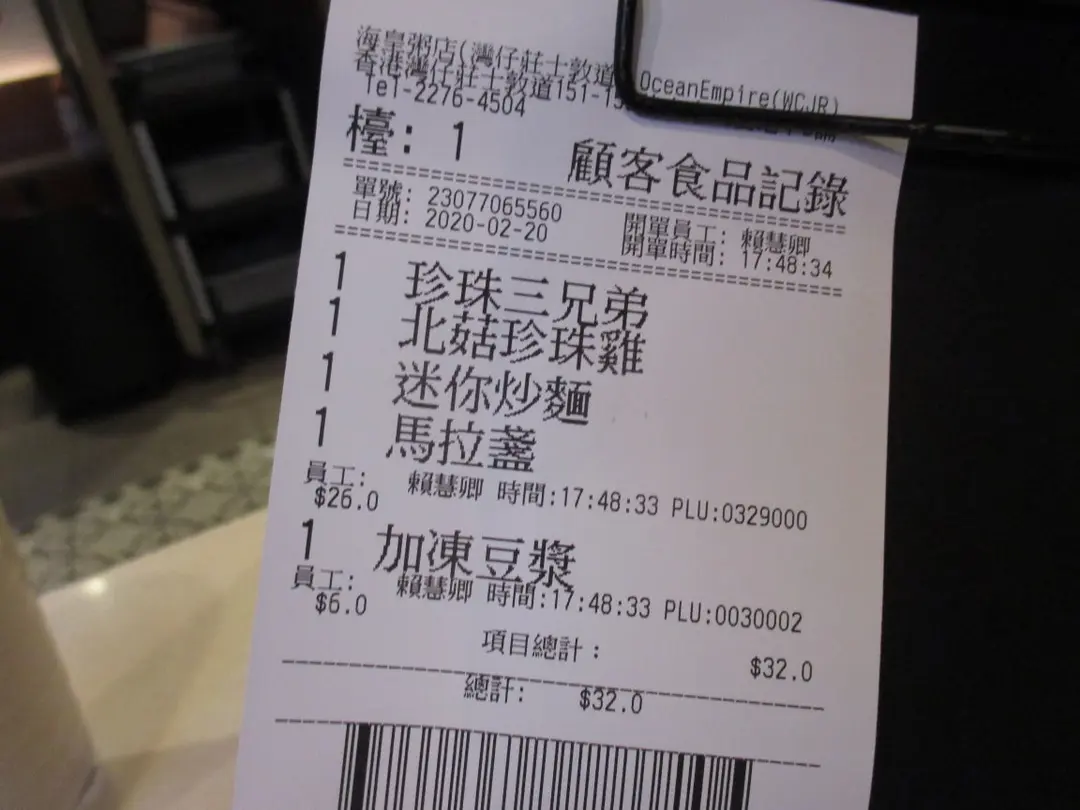 海皇粥店(灣仔莊士敦道 OceanEmpire(WCJR)
香港灣仔莊士敦道151-15
Tel-2276-4504
檯: 1 顧客食品記錄
單號: 23077065560 開單員工: 賴慧卿
日期: 2020-02-20 開單時間: 17:48:34
1 珍珠三兄弟
1 北菇珍珠雞
1 迷你炒麵
1 馬拉盞
員工: 賴慧卿 時間:17:48:33 PLU:0329000
$26.0
1 加凍豆漿
員工: 賴慧卿 時間:17:48:33 PLU:0030002
$6.0
項目總計: $32.0
總計: $32.0